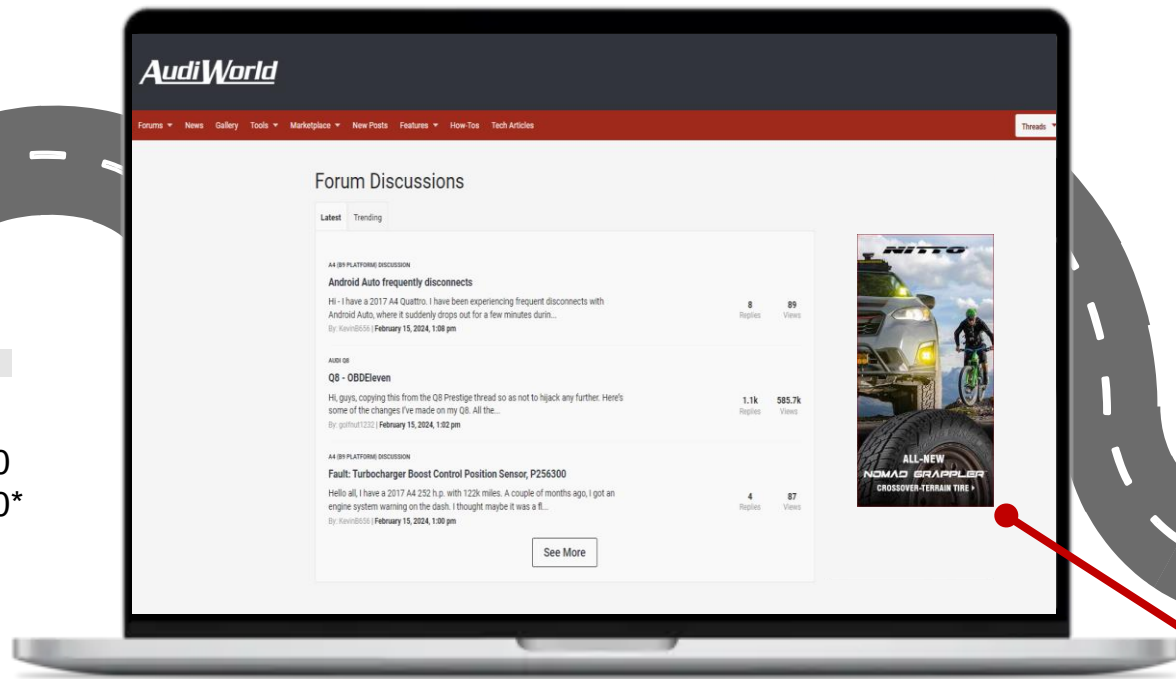 AudiWorld
Forums News Gallery Tools Marketplace New Posts Features How-Tos Tech Articles
Threads
Forum Discussions
Latest Trending
A4 (B9 PLATFORM) DISCUSSION
Android Auto frequently disconnects
Hi - I have a 2017 A4 Quattro. I have been experiencing frequent disconnects with
Android Auto, where it suddenly drops out for a few minutes durin...
By: KevinB656 | February 15, 2024, 1:08 pm
8 89
Replies Views
AUDI Q8
Q8 - OBDEleven
Hi, guys, copying this from the Q8 Prestige thread so as not to hijack any further. Here's
some of the changes I've made on my Q8. All the...
By: golfnut1232 | February 15, 2024, 1:02 pm
1.1k 585.7k
Replies Views
A4 (B9 PLATFORM) DISCUSSION
Fault: Turbocharger Boost Control Position Sensor, P256300
Hello all, I have a 2017 A4 252 h.p. with 122k miles. A couple of months ago, I got an
engine system warning on the dash. I thought maybe it was a fl...
By: KevinB656 | February 15, 2024, 1:00 pm
4 87
Replies Views
See More
NITTO
ALL-NEW
NOMAD GRAPPLER
CROSSOVER-TERRAIN TIRE
0
0*